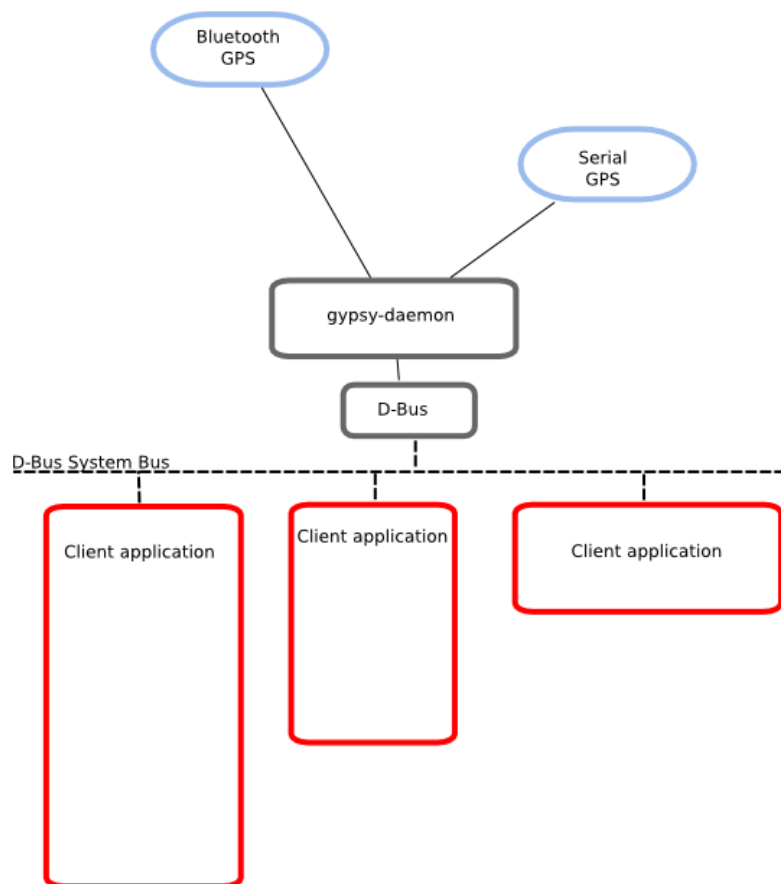 Bluetooth
GPS
Serial
GPS
gypsy-daemon
D-Bus
D-Bus System Bus
Client application
Client application
Client application